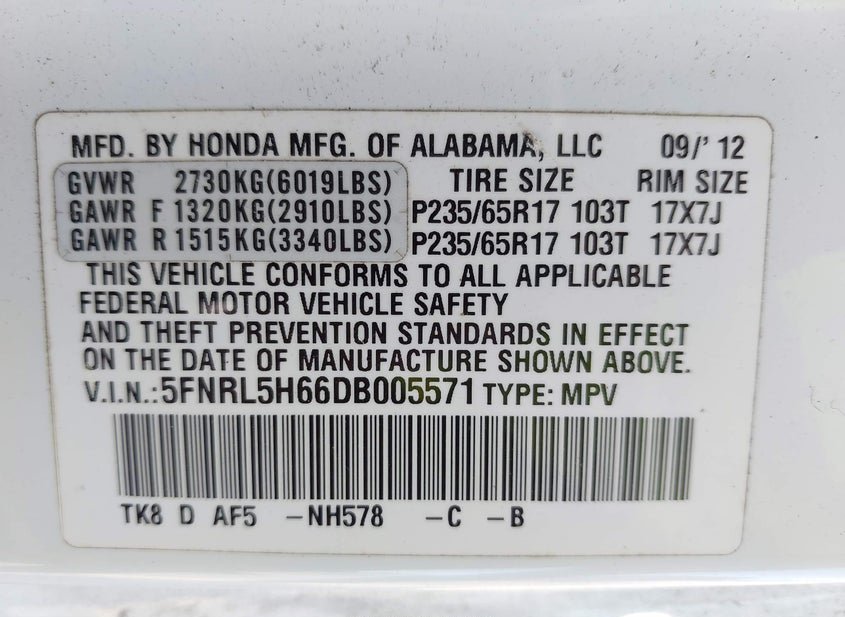 MFD. BY HONDA MFG. OF ALABAMA, LLC 09/' 12
GVWR 2730KG(6019LBS) TIRE SIZE RIM SIZE
GAWR F 1320KG(2910LBS) P235/65R17 103T 17X7J
GAWR R 1515KG(3340LBS) P235/65R17 103T 17X7J
THIS VEHICLE CONFORMS TO ALL APPLICABLE
FEDERAL MOTOR VEHICLE SAFETY
AND THEFT PREVENTION STANDARDS IN EFFECT
ON THE DATE OF MANUFACTURE SHOWN ABOVE.
V.I.N.: 5FNRL5H66DB005571 TYPE: MPV
TK8 D AF5 -NH578 -C -B